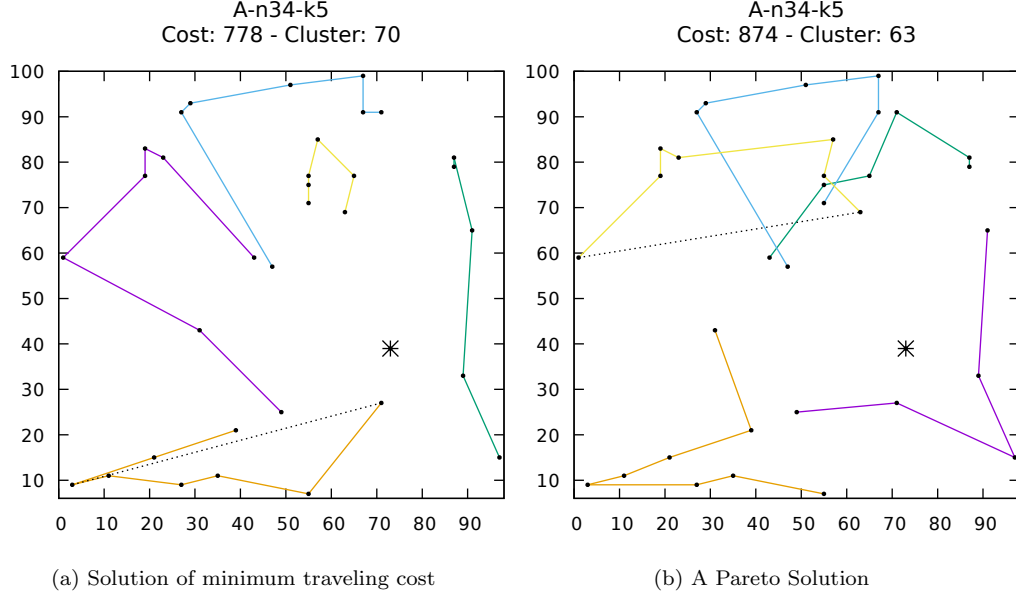 A-n34-k5
Cost: 778 - Cluster: 70
100
90
80
70
60
50
40
30
20
10
0 10 20 30 40 50 60 70 80 90
(a) Solution of minimum traveling cost
A-n34-k5
Cost: 874 - Cluster: 63
100
90
80
70
60
50
40
30
20
10
0 10 20 30 40 50 60 70 80 90
(b) A Pareto Solution